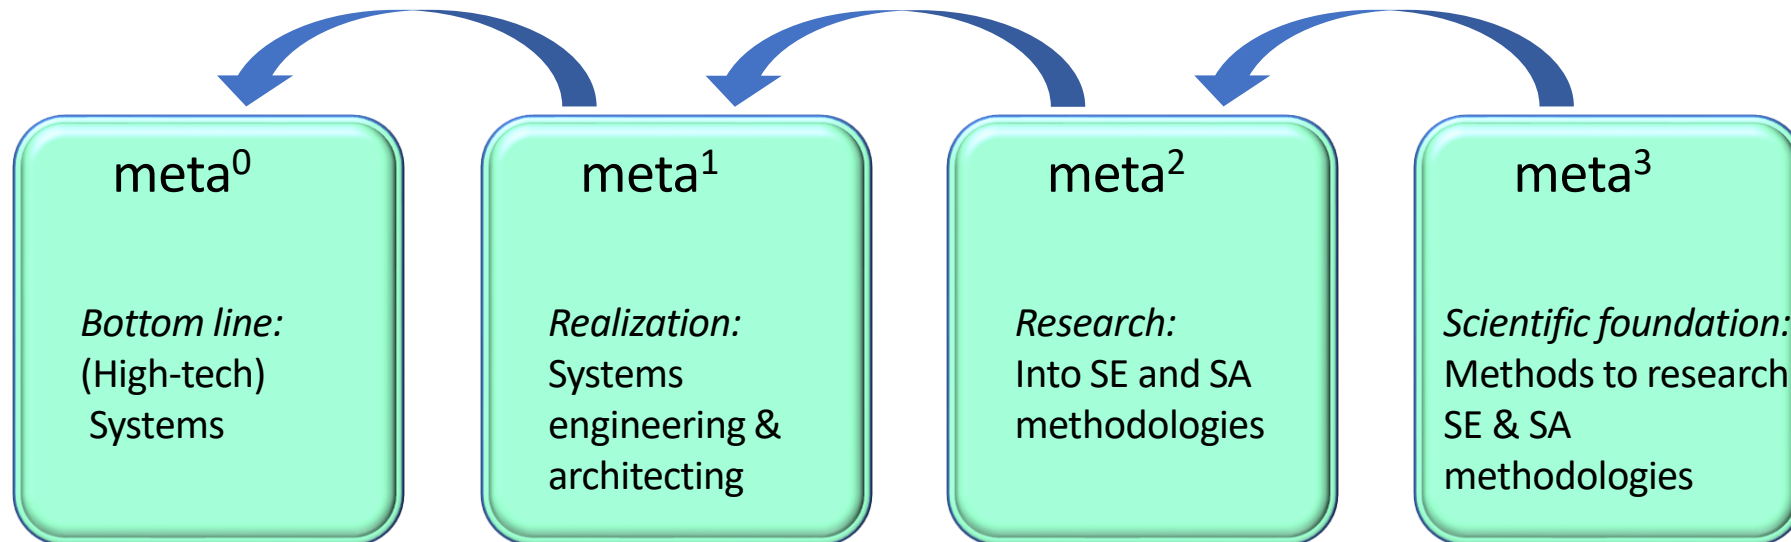 meta⁰
Bottom line:
(High-tech)
Systems
meta¹
Realization:
Systems
engineering &
architecting
meta²
Research:
Into SE and SA
methodologies
meta³
Scientific foundation:
Methods to research
SE & SA
methodologies